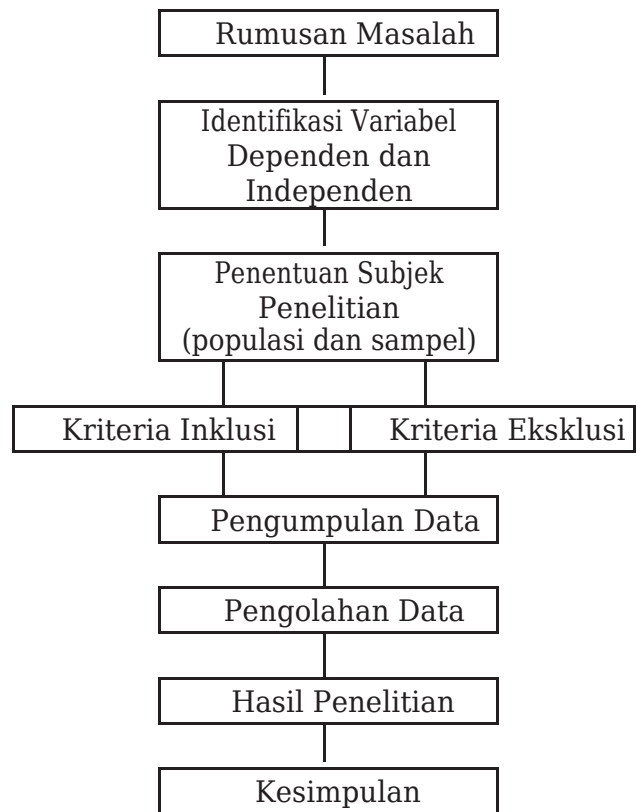 Rumusan Masalah
Identifikasi Variabel
Dependen dan
Independen
Penentuan Subjek
Penelitian
(populasi dan sampel)
Kriteria Inklusi
Kriteria Eksklusi
Pengumpulan Data
Pengolahan Data
Hasil Penelitian
Kesimpulan